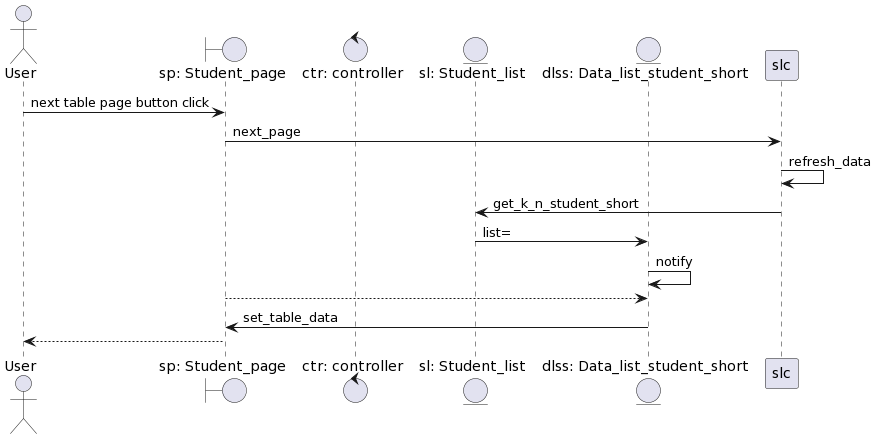 User
sp: Student_page
ctr: controller
sl: Student_list
dlss: Data_list_student_short
slc
next table page button click
next_page
refresh_data
get_k_n_student_short
list=
notify
set_table_data
User
sp: Student_page
ctr: controller
sl: Student_list
dlss: Data_list_student_short
slc